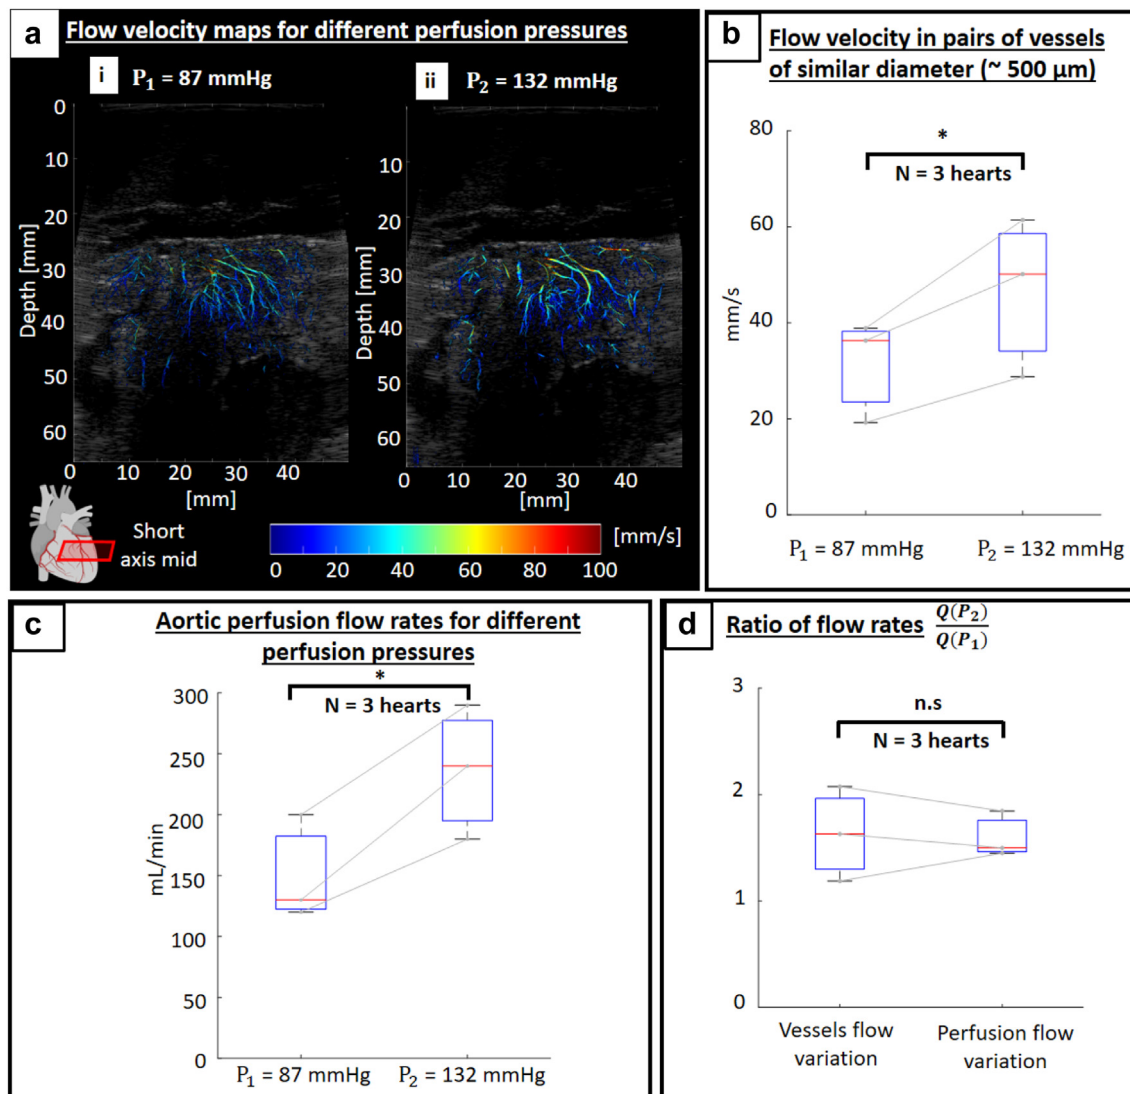 a
Flow velocity maps for different perfusion pressures
i
P1 = 87 mmHg
ii
P2 = 132 mmHg
0
10
20
30
40
50
60
Depth [mm]
0 10 20 30 40
[mm]
0
10
20
30
40
50
60
Depth [mm]
0 10 20 30 40
[mm]
Short
axis mid
[mm/s]
0 20 40 60 80 100
b
Flow velocity in pairs of vessels
of similar diameter (~ 500 µm)
80
60
40
20
0
mm/s
*
N = 3 hearts
P1 = 87 mmHg
P2 = 132 mmHg
c
Aortic perfusion flow rates for different
perfusion pressures
*
N = 3 hearts
300
250
200
150
100
50
0
mL/min
P1 = 87 mmHg
P2 = 132 mmHg
d
Ratio of flow rates Q(P2)/Q(P1)
3
2
1
0
n.s
N = 3 hearts
Vessels flow
variation
Perfusion flow
variation